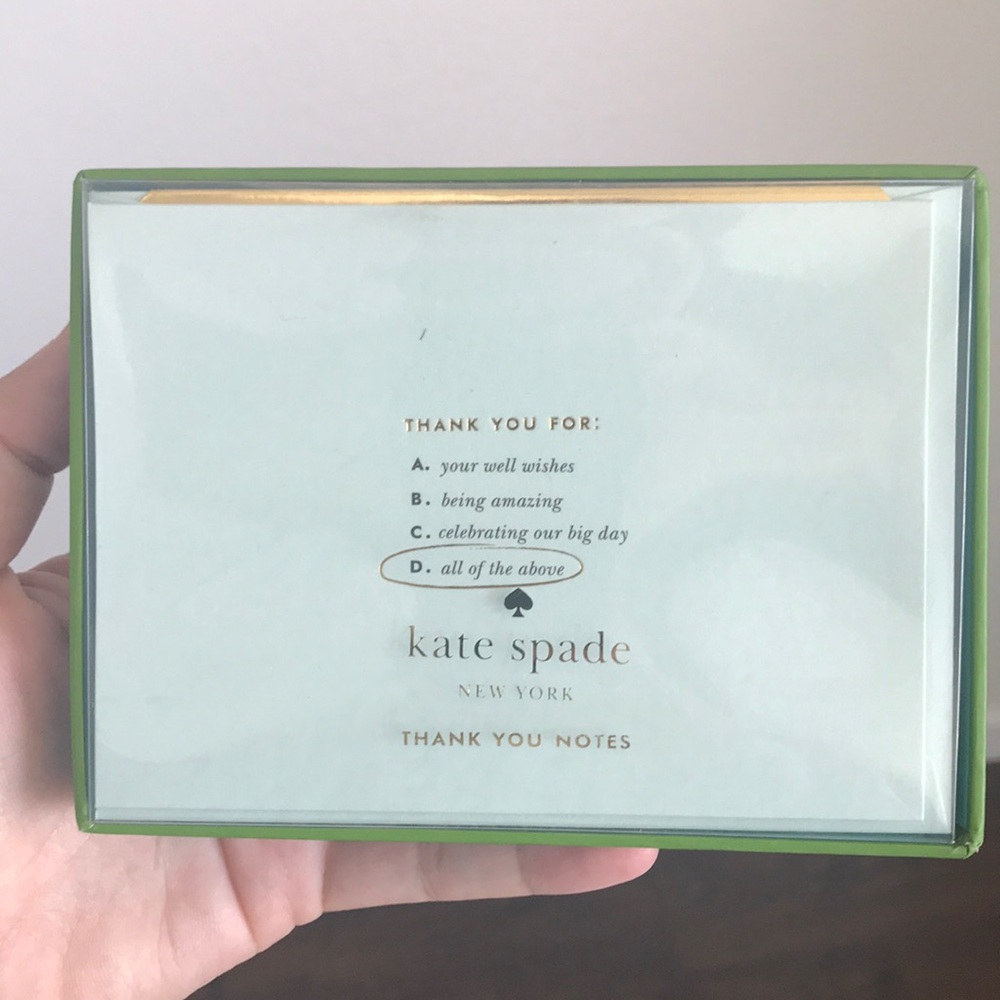 THANK YOU FOR:
A. your well wishes
B. being amazing
C. celebrating our big day
D. all of the above
kate spade
NEW YORK
THANK YOU NOTES